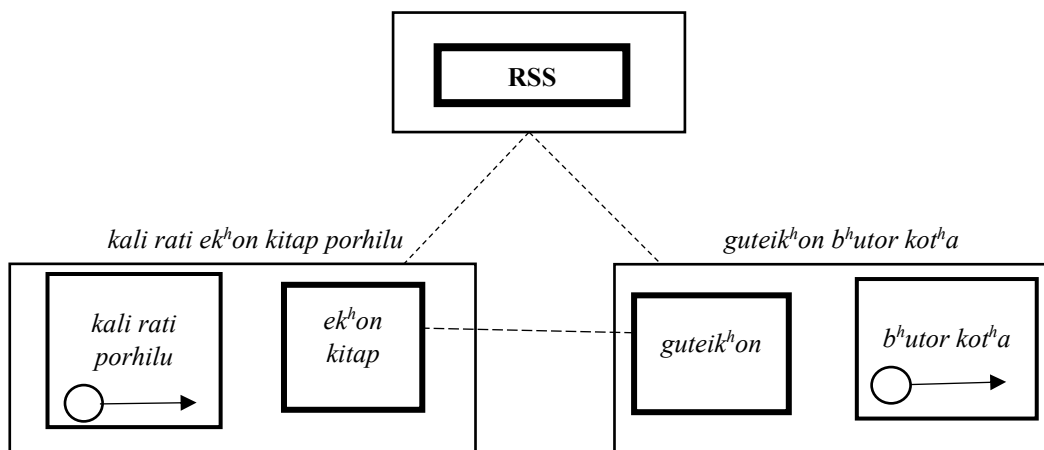 RSS
kali rati ekʰon kitap porhilu
guteikʰon bʰutor kotʰa
kali rati
porhilu
ekʰon
kitap
guteikʰon
bʰutor kotʰa